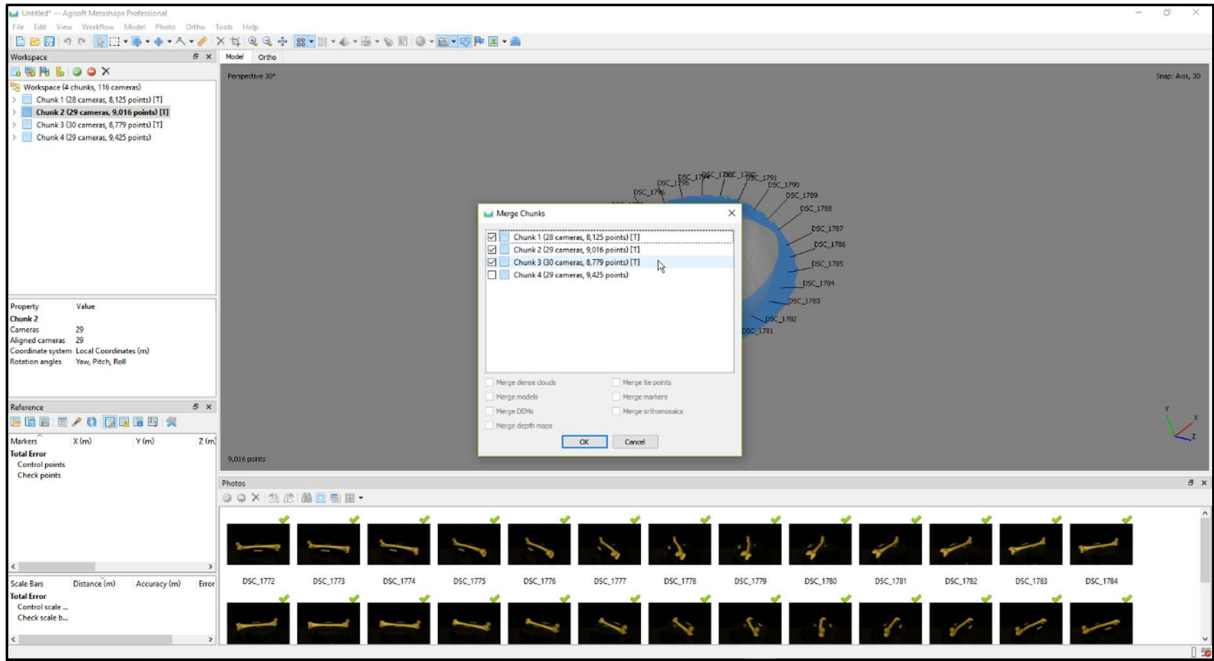 Untitled* — Agisoft Metashape Professional
File Edit View Workflow Model Photo Ortho Tools Help
Workspace
Model Ortho
Workspace (4 chunks, 116 cameras)
Chunk 1 (28 cameras, 8,125 points) [T]
Chunk 2 (29 cameras, 9,016 points) [T]
Chunk 3 (30 cameras, 8,779 points) [T]
Chunk 4 (29 cameras, 9,425 points)
Perspective 30°
Snap: Axis, 3D
DSC_1791
DSC_1790
DSC_1789
DSC_1788
DSC_1787
DSC_1786
DSC_1785
DSC_1784
DSC_1783
DSC_1782
DSC_1781
Merge Chunks
Chunk 1 (28 cameras, 8,125 points) [T]
Chunk 2 (29 cameras, 9,016 points) [T]
Chunk 3 (30 cameras, 8,779 points) [T]
Chunk 4 (29 cameras, 9,425 points)
Merge dense clouds
Merge tie points
Merge models
Merge markers
Merge DEMs
Merge orthomosaics
Merge depth maps
OK Cancel
Property Value
Chunk 2
Cameras 29
Aligned cameras 29
Coordinate system Local Coordinates (m)
Rotation angles Yaw, Pitch, Roll
Reference
Markers X (m) Y (m) Z (m)
Total Error
Control points
Check points
9,016 points
Y
X
Z
Photos
DSC_1772 DSC_1773 DSC_1774 DSC_1775 DSC_1776 DSC_1777 DSC_1778 DSC_1779 DSC_1780 DSC_1781 DSC_1782 DSC_1783 DSC_1784
Scale Bars Distance (m) Accuracy (m) Error
Total Error
Control scale ...
Check scale b...